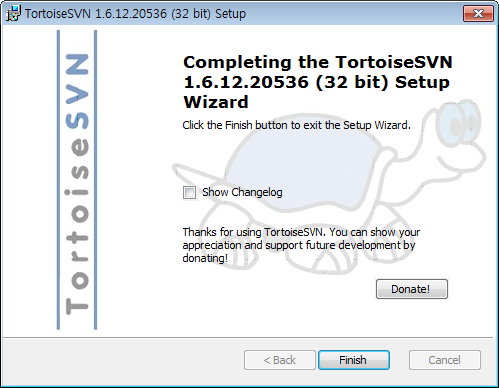 TortoiseSVN 1.6.12.20536 (32 bit) Setup
TortoiseSVN
Completing the TortoiseSVN
1.6.12.20536 (32 bit) Setup
Wizard
Click the Finish button to exit the Setup Wizard.
Show Changelog
Thanks for using TortoiseSVN. You can show your
appreciation and support future development by
donating!
Donate!
< Back
Finish
Cancel